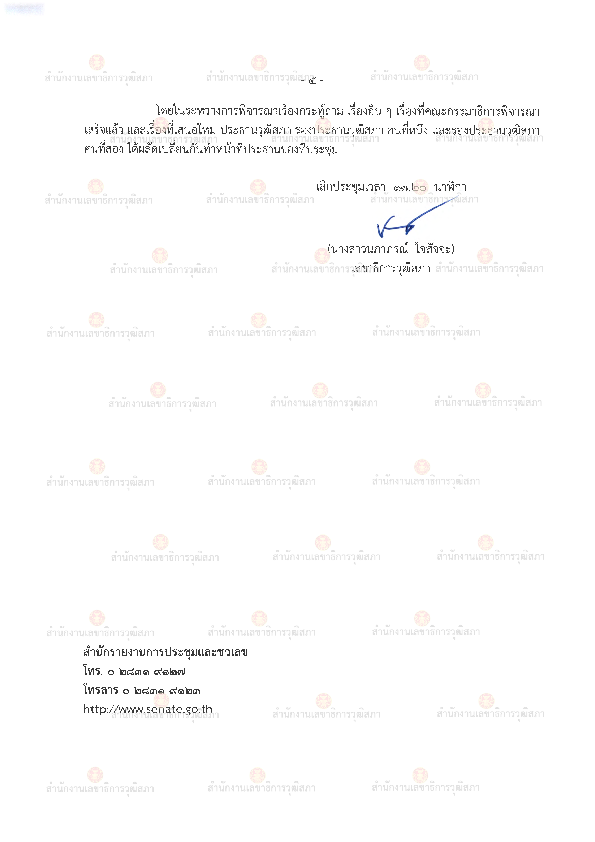 - ๕ -
โดยในระหว่างการพิจารณาเรื่องกระทู้ถาม เรื่องอื่น ๆ เรื่องที่คณะกรรมาธิการพิจารณา
เสร็จแล้ว และเรื่องที่เสนอใหม่ ประธานวุฒิสภา รองประธานวุฒิสภา คนที่หนึ่ง และรองประธานวุฒิสภา
คนที่สอง ได้ผลัดเปลี่ยนกันทำหน้าที่ประธานของที่ประชุม
เลิกประชุมเวลา ๑๗.๒๐ นาฬิกา
(นางสาวนภาภรณ์ ใจสัจจะ)
เลขาธิการวุฒิสภา
สำนักรายงานการประชุมและชวเลข
โทร. ๐ ๒๘๓๑ ๙๑๒๗
โทรสาร ๐ ๒๘๓๑ ๙๑๒๓
http://www.senate.go.th
สำนักงานเลขาธิการวุฒิสภา